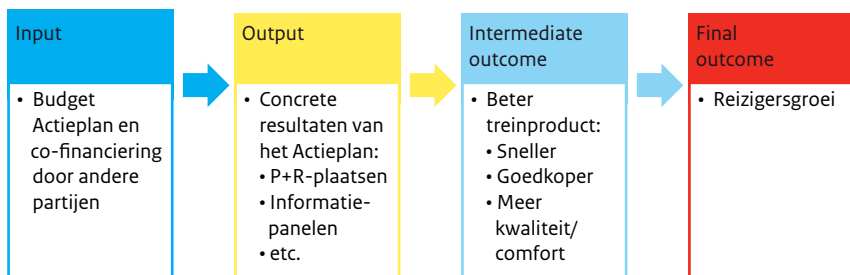 Input
• Budget
Actieplan en
co-financiering
door andere
partijen
Output
• Concrete
resultaten van
het Actieplan:
• P+R-plaatsen
• Informatie-
panelen
• etc.
Intermediate
outcome
• Beter
treinproduct:
• Sneller
• Goedkoper
• Meer
kwaliteit/
comfort
Final
outcome
• Reizigersgroei